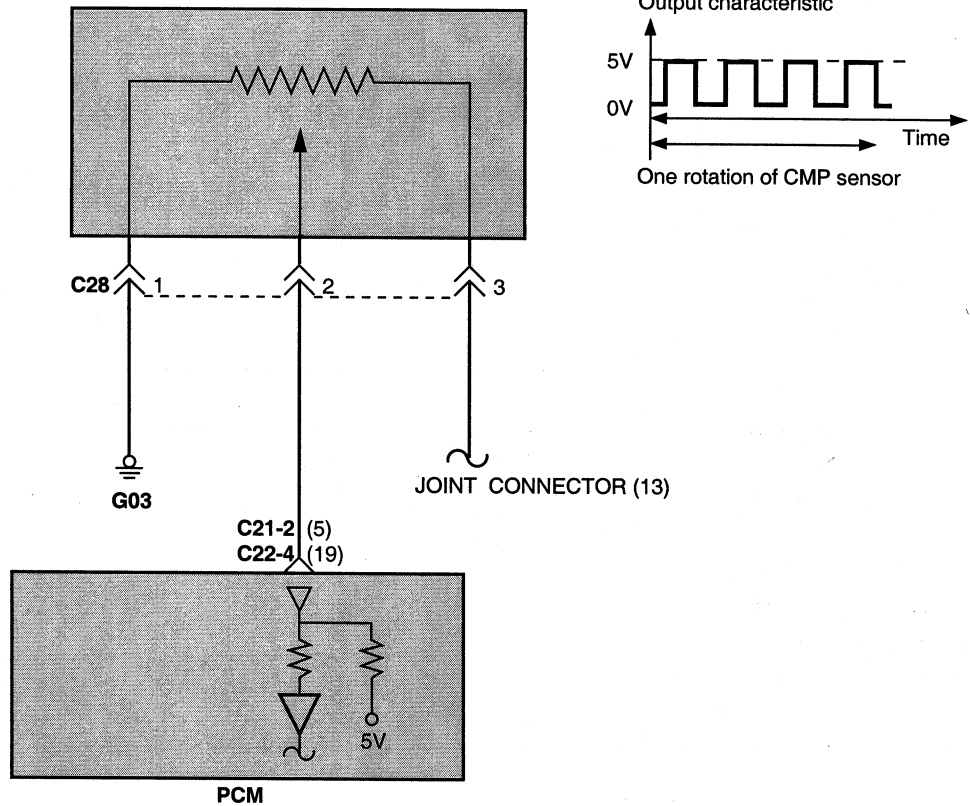 Output characteristic
5V
0V
Time
One rotation of CMP sensor
C28 1 2 3
G03
JOINT CONNECTOR (13)
C21-2 (5)
C22-4 (19)
5V
PCM